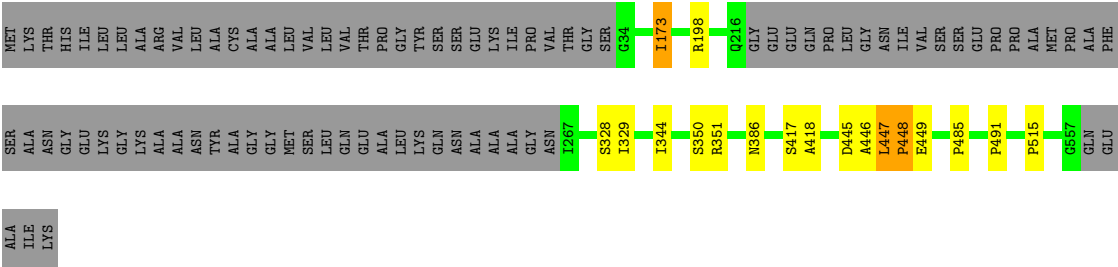 MET LYS THR HIS ILE LEU LEU ALA ARG VAL LEU ALA CYS ALA ALA LEU VAL LEU VAL THR PRO GLY TYR SER SER GLU LYS ILE PRO VAL THR GLY SER G34 I173 R198 Q216 GLY GLU GLU GLN PRO LEU GLY ASN ILE VAL SER SER GLU PRO PRO ALA MET PRO ALA PHE
SER ALA ASN GLY GLU LYS GLY LYS ALA ALA ASN TYR ALA GLY GLY MET SER LEU GLN GLU ALA LEU LYS GLN ASN ALA ALA ALA GLY ASN I267 S328 I329 I344 S350 R351 N386 S417 A418 D445 A446 L447 P448 E449 P485 P491 P515 G557 GLN GLU
ALA ILE LYS